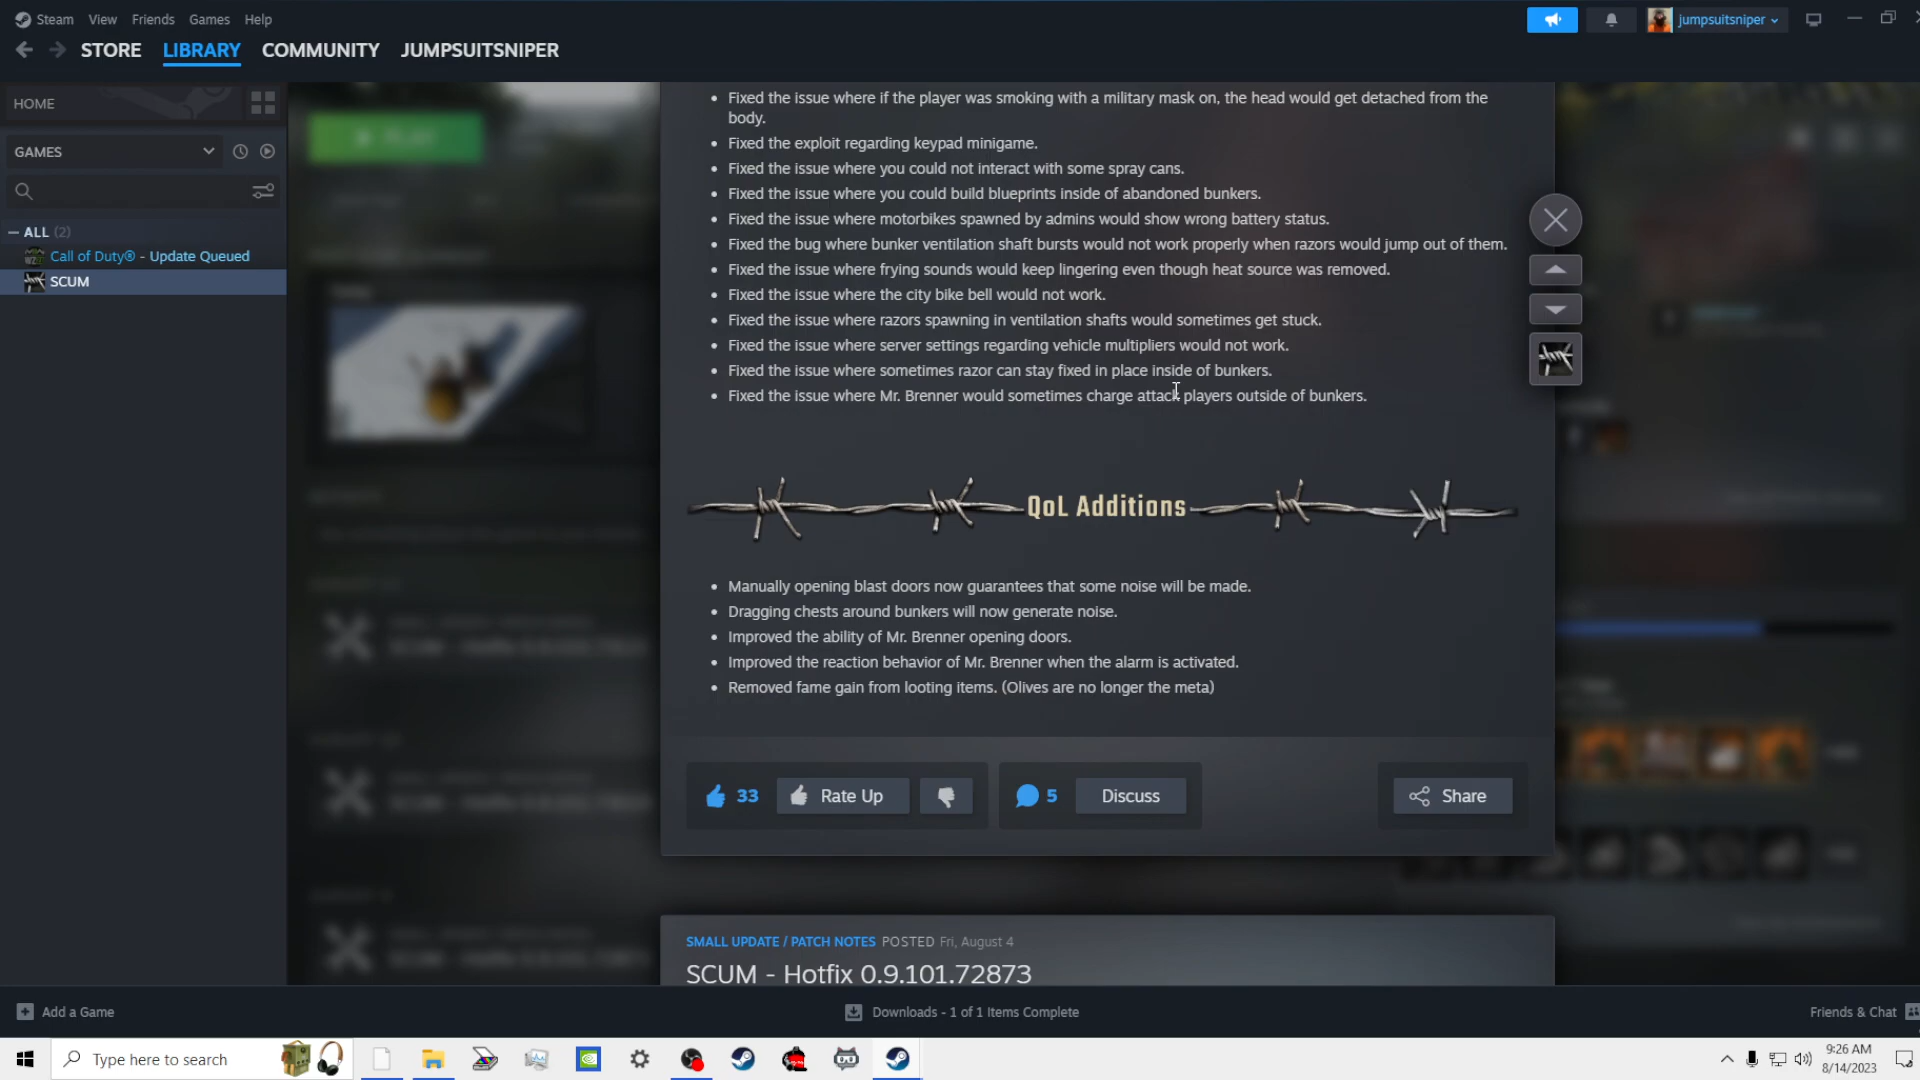 Steam View Friends Games Help
jumpsuitsniper
STORE LIBRARY COMMUNITY JUMPSUITSNIPER
HOME
GAMES
ALL (2)
Call of Duty® - Update Queued
SCUM
Fixed the issue where if the player was smoking with a military mask on, the head would get detached from the
body.
Fixed the exploit regarding keypad minigame.
Fixed the issue where you could not interact with some spray cans.
Fixed the issue where you could build blueprints inside of abandoned bunkers.
Fixed the issue where motorbikes spawned by admins would show wrong battery status.
Fixed the bug where bunker ventilation shaft bursts would not work properly when razors would jump out of them.
Fixed the issue where frying sounds would keep lingering even though heat source was removed.
Fixed the issue where the city bike bell would not work.
Fixed the issue where razors spawning in ventilation shafts would sometimes get stuck.
Fixed the issue where server settings regarding vehicle multipliers would not work.
Fixed the issue where sometimes razor can stay fixed in place inside of bunkers.
Fixed the issue where Mr. Brenner would sometimes charge attack players outside of bunkers.
QoL Additions
Manually opening blast doors now guarantees that some noise will be made.
Dragging chests around bunkers will now generate noise.
Improved the ability of Mr. Brenner opening doors.
Improved the reaction behavior of Mr. Brenner when the alarm is activated.
Removed fame gain from looting items. (Olives are no longer the meta)
33 Rate Up 5 Discuss Share
SMALL UPDATE / PATCH NOTES POSTED Fri, August 4
SCUM - Hotfix 0.9.101.72873
Add a Game Downloads - 1 of 1 Items Complete Friends & Chat
Type here to search
9:26 AM
8/14/2023